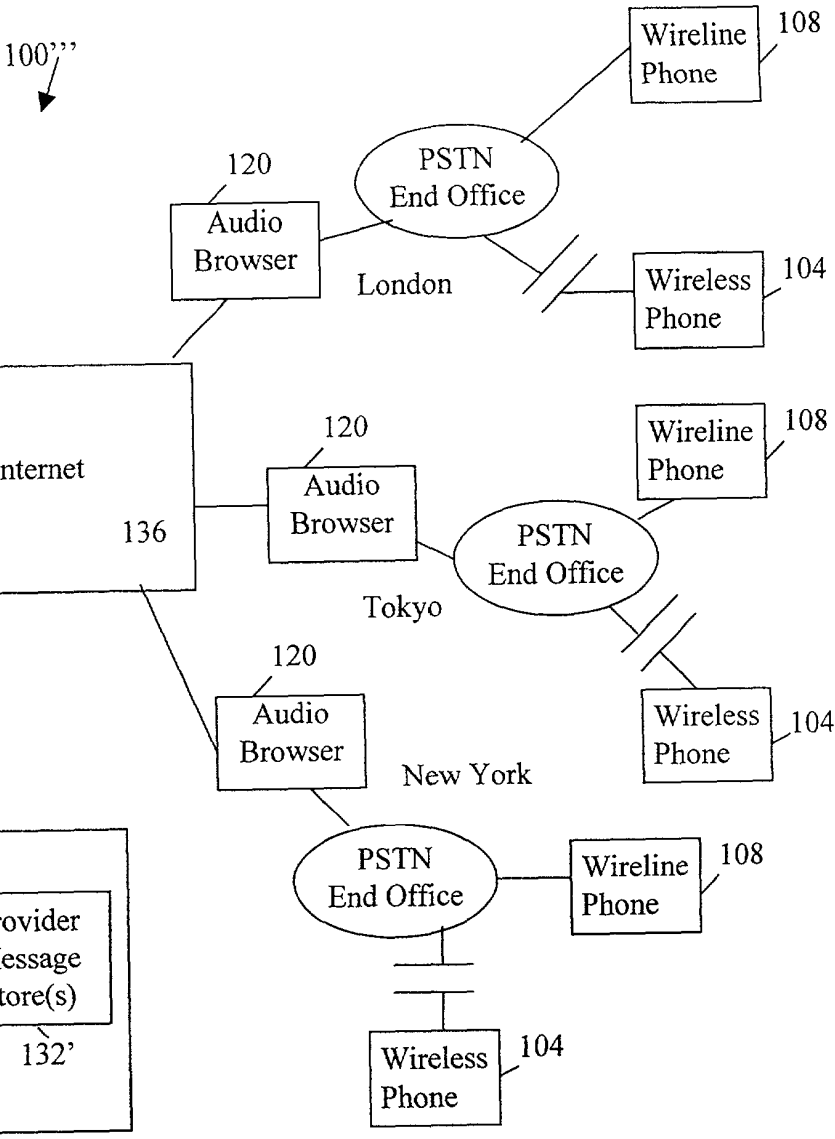 100’’’
Wireline
Phone
108
120
PSTN
End Office
Audio
Browser
London
Wireless
Phone
104
nternet
136
120
Audio
Browser
Wireline
Phone
108
PSTN
End Office
Tokyo
Wireless
Phone
104
120
Audio
Browser
New York
PSTN
End Office
Wireline
Phone
108
rovider
essage
tore(s)
132’
Wireless
Phone
104